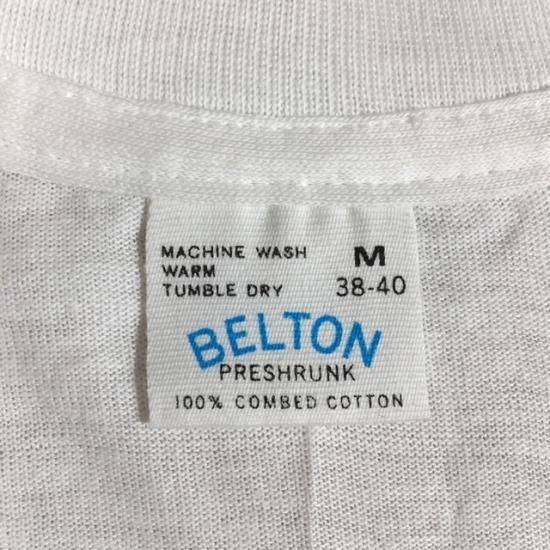 MACHINE WASH
WARM
TUMBLE DRY
M
38-40
BELTON
PRESHRUNK
100% COMBED COTTON